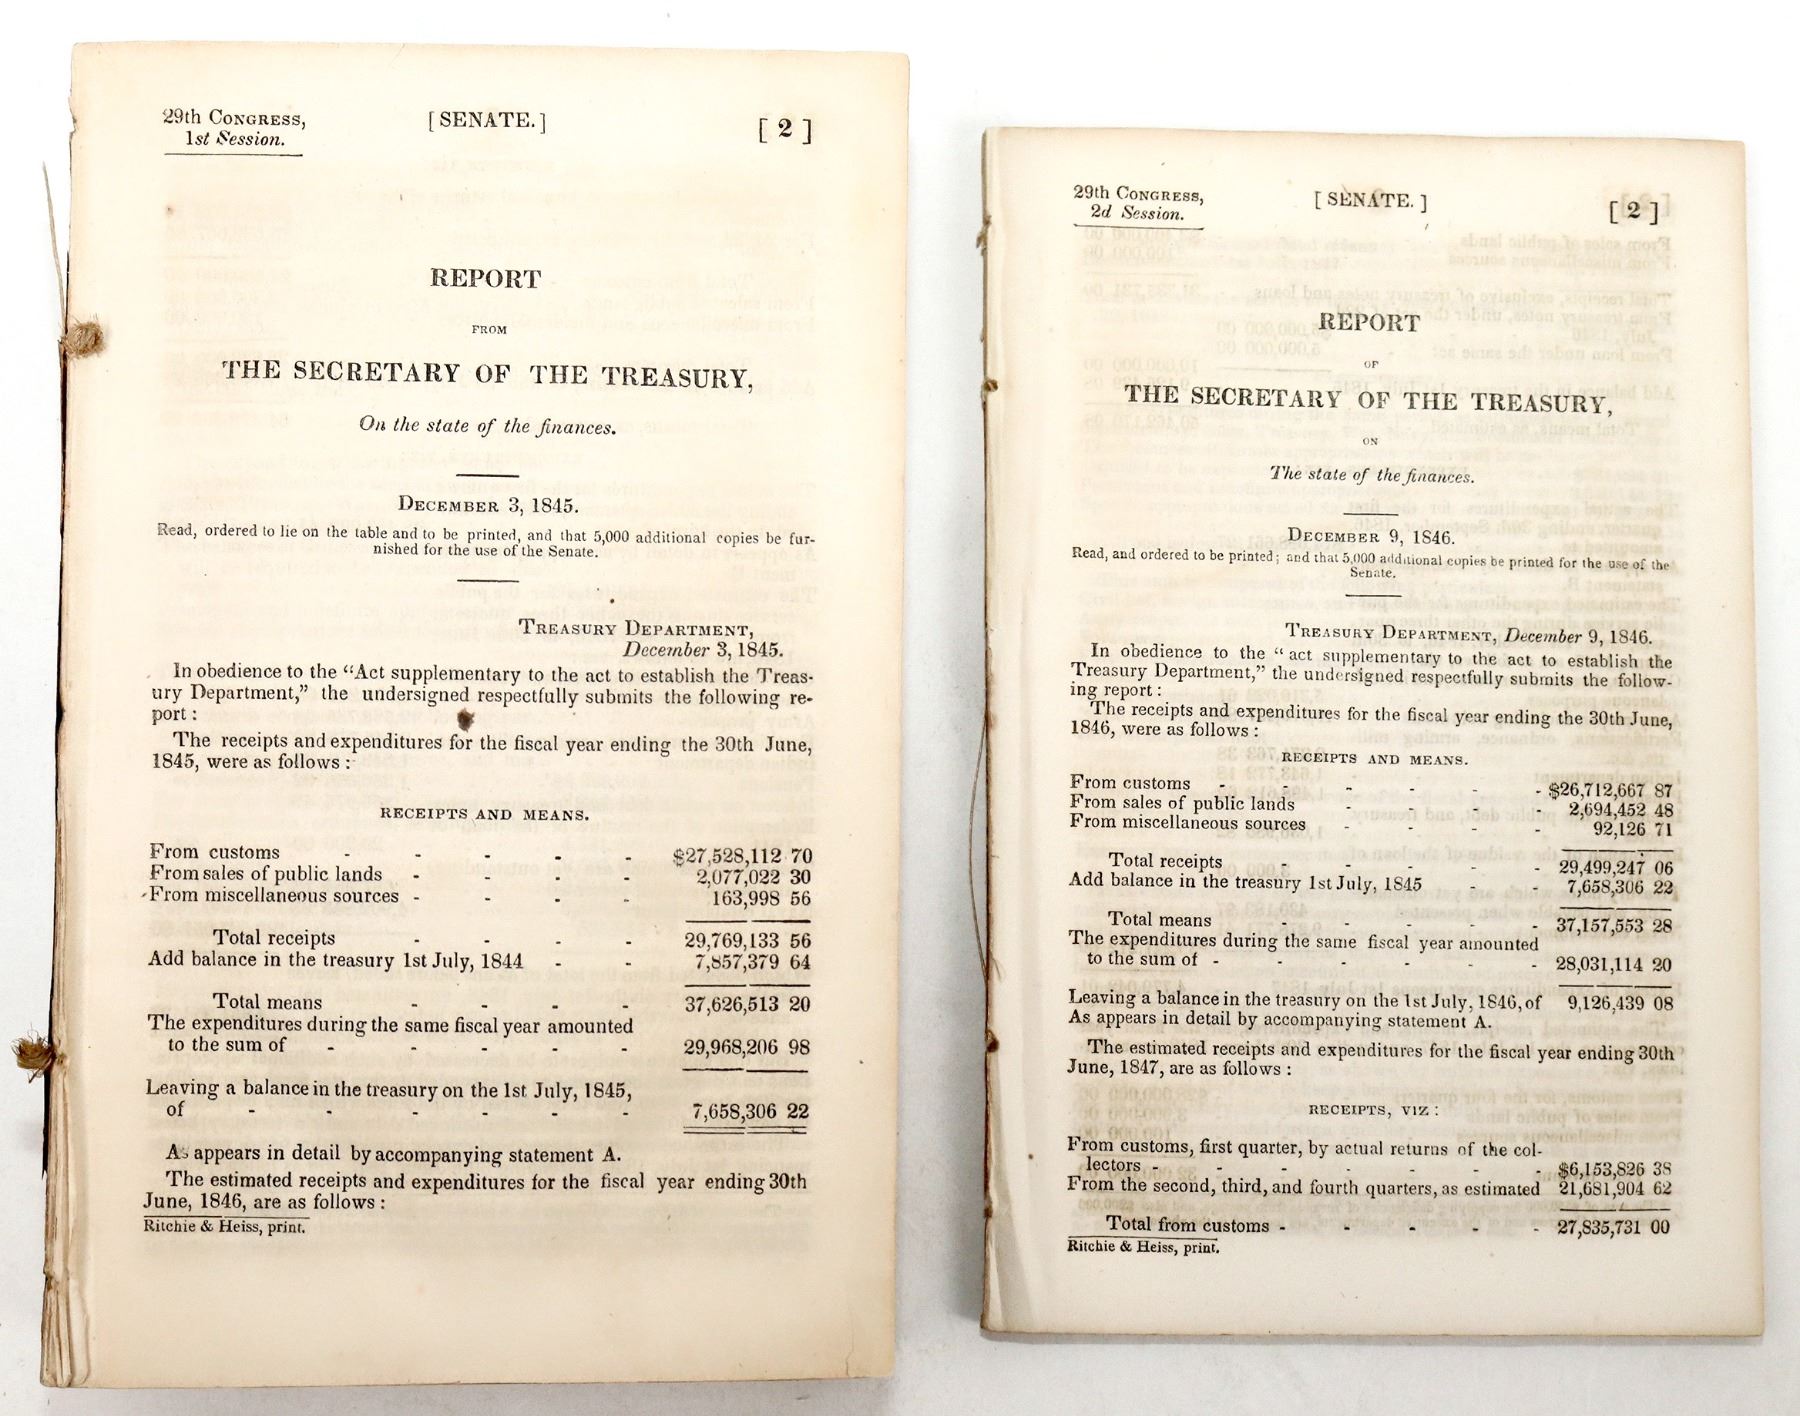 29th Congress,
1st Session.
[ SENATE. ]
[ 2 ]
REPORT
FROM
THE SECRETARY OF THE TREASURY,
On the state of the finances.
December 3, 1845.
Read, ordered to lie on the table and to be printed, and that 5,000 additional copies be fur-
nished for the use of the Senate.
Treasury Department,
December 3, 1845.
In obedience to the "Act supplementary to the act to establish the Treas-
ury Department," the undersigned respectfully submits the following re-
port:
The receipts and expenditures for the fiscal year ending the 30th June,
1845, were as follows:
RECEIPTS AND MEANS.
From customs - - - - - $27,528,112 70
From sales of public lands - - - - 2,077,022 30
From miscellaneous sources - - - - 163,998 56
Total receipts - - - - 29,769,133 56
Add balance in the treasury 1st July, 1844 - - 7,857,379 64
Total means - - - - 37,626,513 20
The expenditures during the same fiscal year amounted
to the sum of - - - - - 29,968,206 98
Leaving a balance in the treasury on the 1st July, 1845,
of - - - - - - 7,658,306 22
As appears in detail by accompanying statement A.
The estimated receipts and expenditures for the fiscal year ending 30th
June, 1846, are as follows:
Ritchie & Heiss, print.
29th Congress,
2d Session.
[ SENATE. ]
[ 2 ]
REPORT
OF
THE SECRETARY OF THE TREASURY,
ON
The state of the finances.
December 9, 1846.
Read, and ordered to be printed; and that 5,000 additional copies be printed for the use of the
Senate.
Treasury Department, December 9, 1846.
In obedience to the "act supplementary to the act to establish the
Treasury Department," the undersigned respectfully submits the follow-
ing report:
The receipts and expenditures for the fiscal year ending the 30th June,
1846, were as follows:
RECEIPTS AND MEANS.
From customs - - - - - - $26,712,667 87
From sales of public lands - - - - 2,694,452 48
From miscellaneous sources - - - - 92,126 71
Total receipts - - - - - 29,499,247 06
Add balance in the treasury 1st July, 1845 - - 7,658,306 22
Total means - - - - - 37,157,553 28
The expenditures during the same fiscal year amounted
to the sum of - - - - - - 28,031,114 20
Leaving a balance in the treasury on the 1st July, 1846, of 9,126,439 08
As appears in detail by accompanying statement A.
The estimated receipts and expenditures for the fiscal year ending 30th
June, 1847, are as follows:
RECEIPTS, VIZ:
From customs, first quarter, by actual returns of the col-
lectors - - - - - - - $6,153,826 38
From the second, third, and fourth quarters, as estimated 21,681,904 62
Total from customs - - - - - 27,835,731 00
Ritchie & Heiss, print.